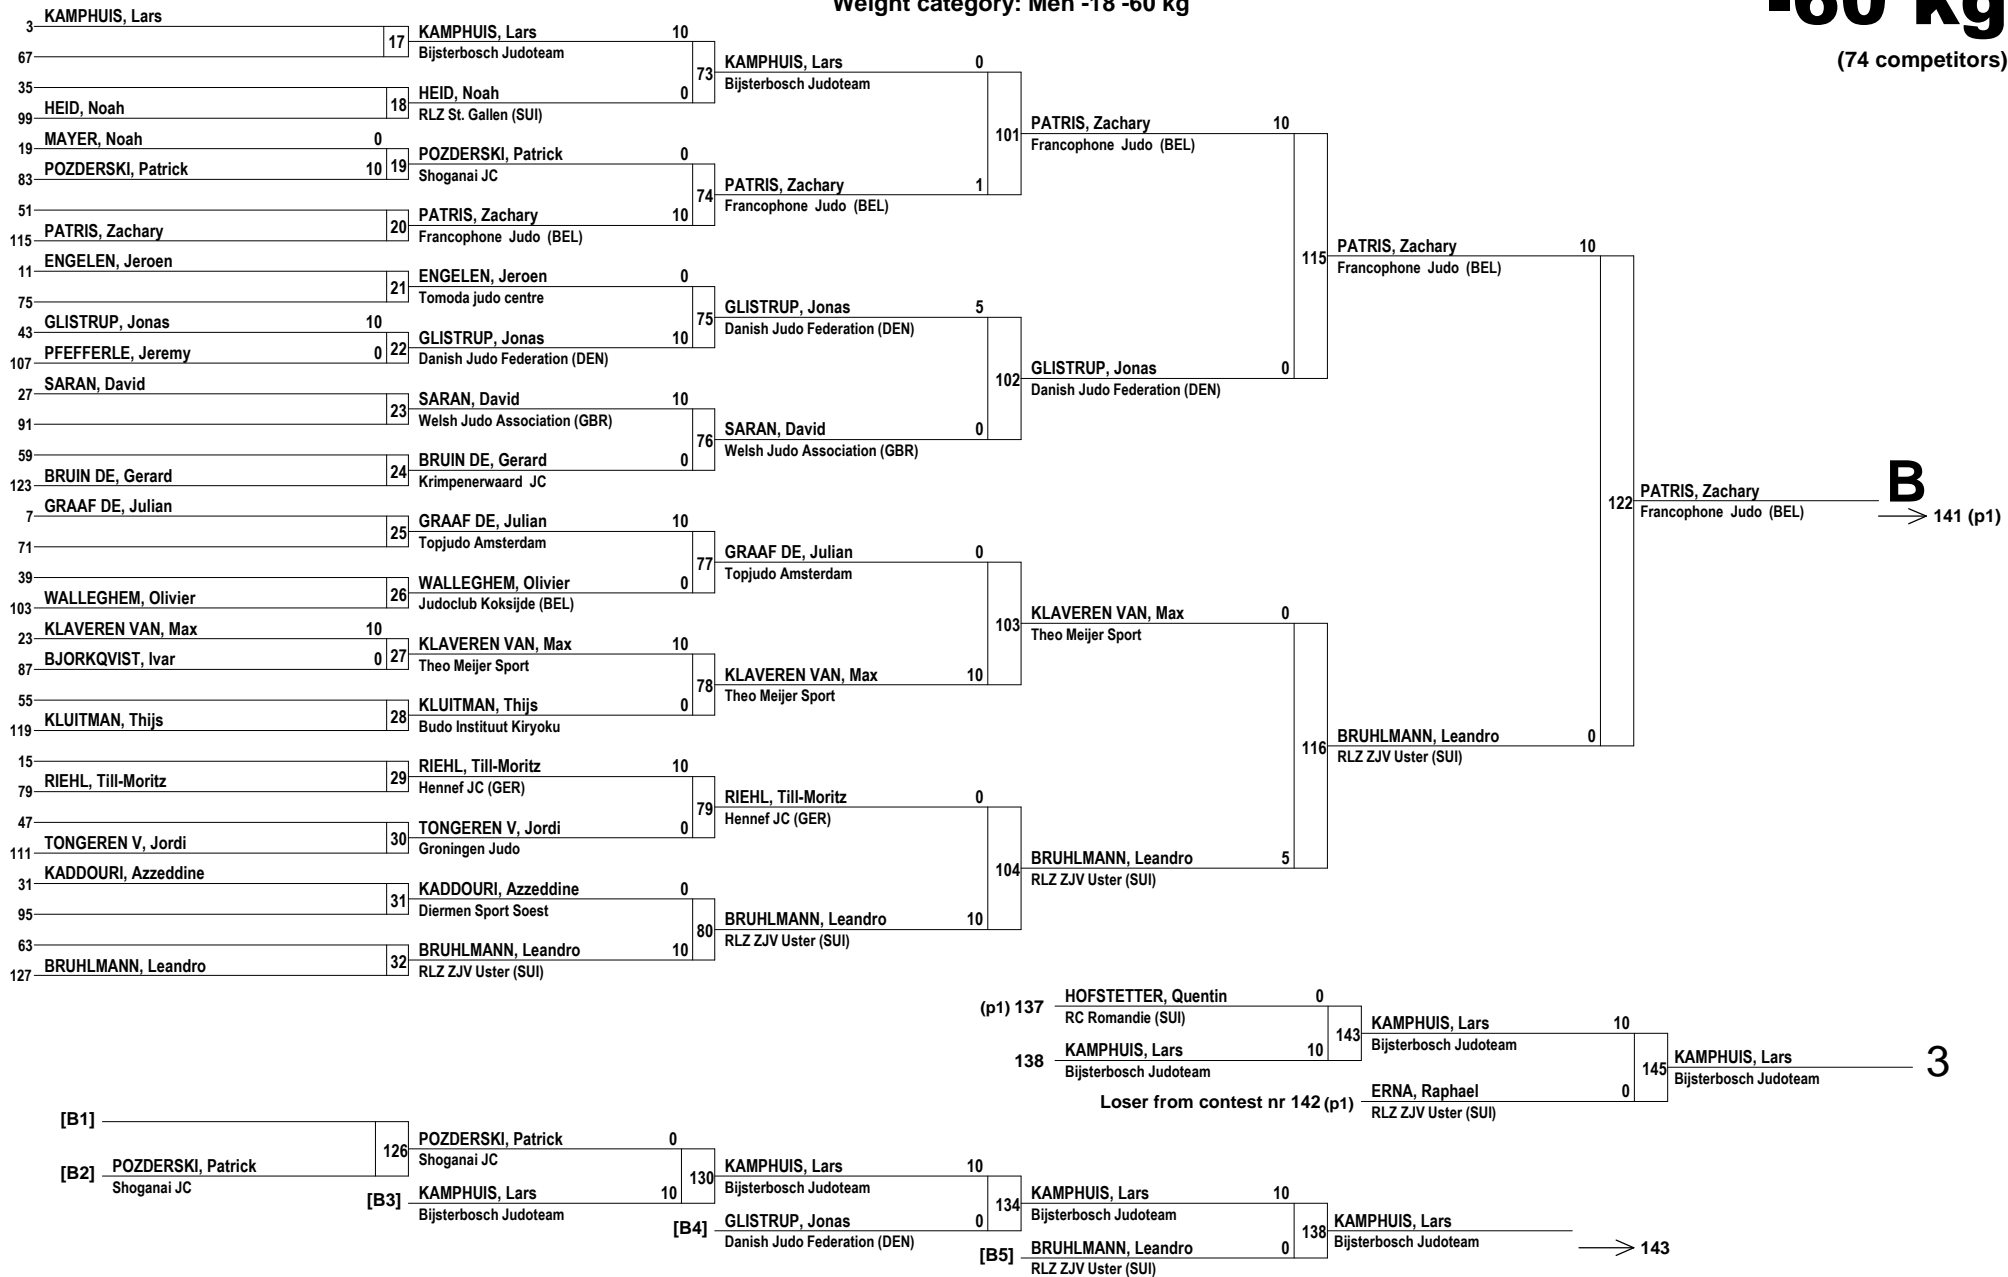 Weight category: Men -18 -60 kg
-60 kg
(74 competitors)
3 KAMPHUIS, Lars
67
17
35
99 HEID, Noah
18
19 MAYER, Noah 0
83 POZDERSKI, Patrick 10
19
51
115 PATRIS, Zachary
20
11 ENGELEN, Jeroen
75
21
43 GLISTRUP, Jonas 10
107 PFEFFERLE, Jeremy 0
22
27 SARAN, David
91
23
59
123 BRUIN DE, Gerard
24
7 GRAAF DE, Julian
71
25
39
103 WALLEGHEM, Olivier
26
23 KLAVEREN VAN, Max 10
87 BJORKQVIST, Ivar 0
27
55
119 KLUITMAN, Thijs
28
15
79 RIEHL, Till-Moritz
29
47
111 TONGEREN V, Jordi
30
31 KADDOURI, Azzeddine
95
31
63
127 BRUHLMANN, Leandro
32
KAMPHUIS, Lars 10
Bijsterbosch Judoteam
73
HEID, Noah 0
RLZ St. Gallen (SUI)
POZDERSKI, Patrick 0
Shoganai JC
74
PATRIS, Zachary 10
Francophone Judo (BEL)
ENGELEN, Jeroen 0
Tomoda judo centre
75
GLISTRUP, Jonas 10
Danish Judo Federation (DEN)
SARAN, David 10
Welsh Judo Association (GBR)
76
BRUIN DE, Gerard 0
Krimpenerwaard JC
GRAAF DE, Julian 10
Topjudo Amsterdam
77
WALLEGHEM, Olivier 0
Judoclub Koksijde (BEL)
KLAVEREN VAN, Max 10
Theo Meijer Sport
78
KLUITMAN, Thijs 0
Budo Instituut Kiryoku
RIEHL, Till-Moritz 10
Hennef JC (GER)
79
TONGEREN V, Jordi 0
Groningen Judo
KADDOURI, Azzeddine 0
Diermen Sport Soest
80
BRUHLMANN, Leandro 10
RLZ ZJV Uster (SUI)
KAMPHUIS, Lars 0
Bijsterbosch Judoteam
101
PATRIS, Zachary 1
Francophone Judo (BEL)
GLISTRUP, Jonas 5
Danish Judo Federation (DEN)
102
SARAN, David 0
Welsh Judo Association (GBR)
GRAAF DE, Julian 0
Topjudo Amsterdam
103
KLAVEREN VAN, Max 10
Theo Meijer Sport
RIEHL, Till-Moritz 0
Hennef JC (GER)
104
BRUHLMANN, Leandro 10
RLZ ZJV Uster (SUI)
PATRIS, Zachary 10
Francophone Judo (BEL)
115
GLISTRUP, Jonas 0
Danish Judo Federation (DEN)
KLAVEREN VAN, Max 0
Theo Meijer Sport
116
BRUHLMANN, Leandro 5
RLZ ZJV Uster (SUI)
PATRIS, Zachary 10
Francophone Judo (BEL)
122
BRUHLMANN, Leandro 0
RLZ ZJV Uster (SUI)
PATRIS, Zachary
Francophone Judo (BEL)
B
141 (p1)
(p1) 137 HOFSTETTER, Quentin 0
RC Romandie (SUI)
143
138 KAMPHUIS, Lars 10
Bijsterbosch Judoteam
KAMPHUIS, Lars 10
Bijsterbosch Judoteam
145
Loser from contest nr 142 (p1) ERNA, Raphael 0
RLZ ZJV Uster (SUI)
KAMPHUIS, Lars
Bijsterbosch Judoteam
3
[B1]
126
[B2] POZDERSKI, Patrick
Shoganai JC
POZDERSKI, Patrick 0
Shoganai JC
130
[B3] KAMPHUIS, Lars 10
Bijsterbosch Judoteam
KAMPHUIS, Lars 10
Bijsterbosch Judoteam
134
[B4] GLISTRUP, Jonas 0
Danish Judo Federation (DEN)
KAMPHUIS, Lars 10
Bijsterbosch Judoteam
138
[B5] BRUHLMANN, Leandro 0
RLZ ZJV Uster (SUI)
KAMPHUIS, Lars
Bijsterbosch Judoteam
143